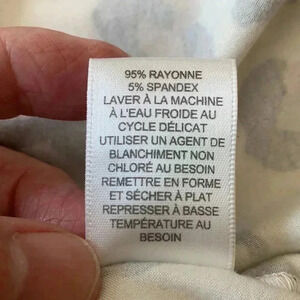 95% RAYONNE
5% SPANDEX
LAVER À LA MACHINE
À L'EAU FROIDE AU
CYCLE DÉLICAT
UTILISER UN AGENT DE
BLANCHIMENT NON
CHLORÉ AU BESOIN
REMETTRE EN FORME
ET SÉCHER À PLAT
REPRESSER À BASSE
TEMPÉRATURE AU
BESOIN